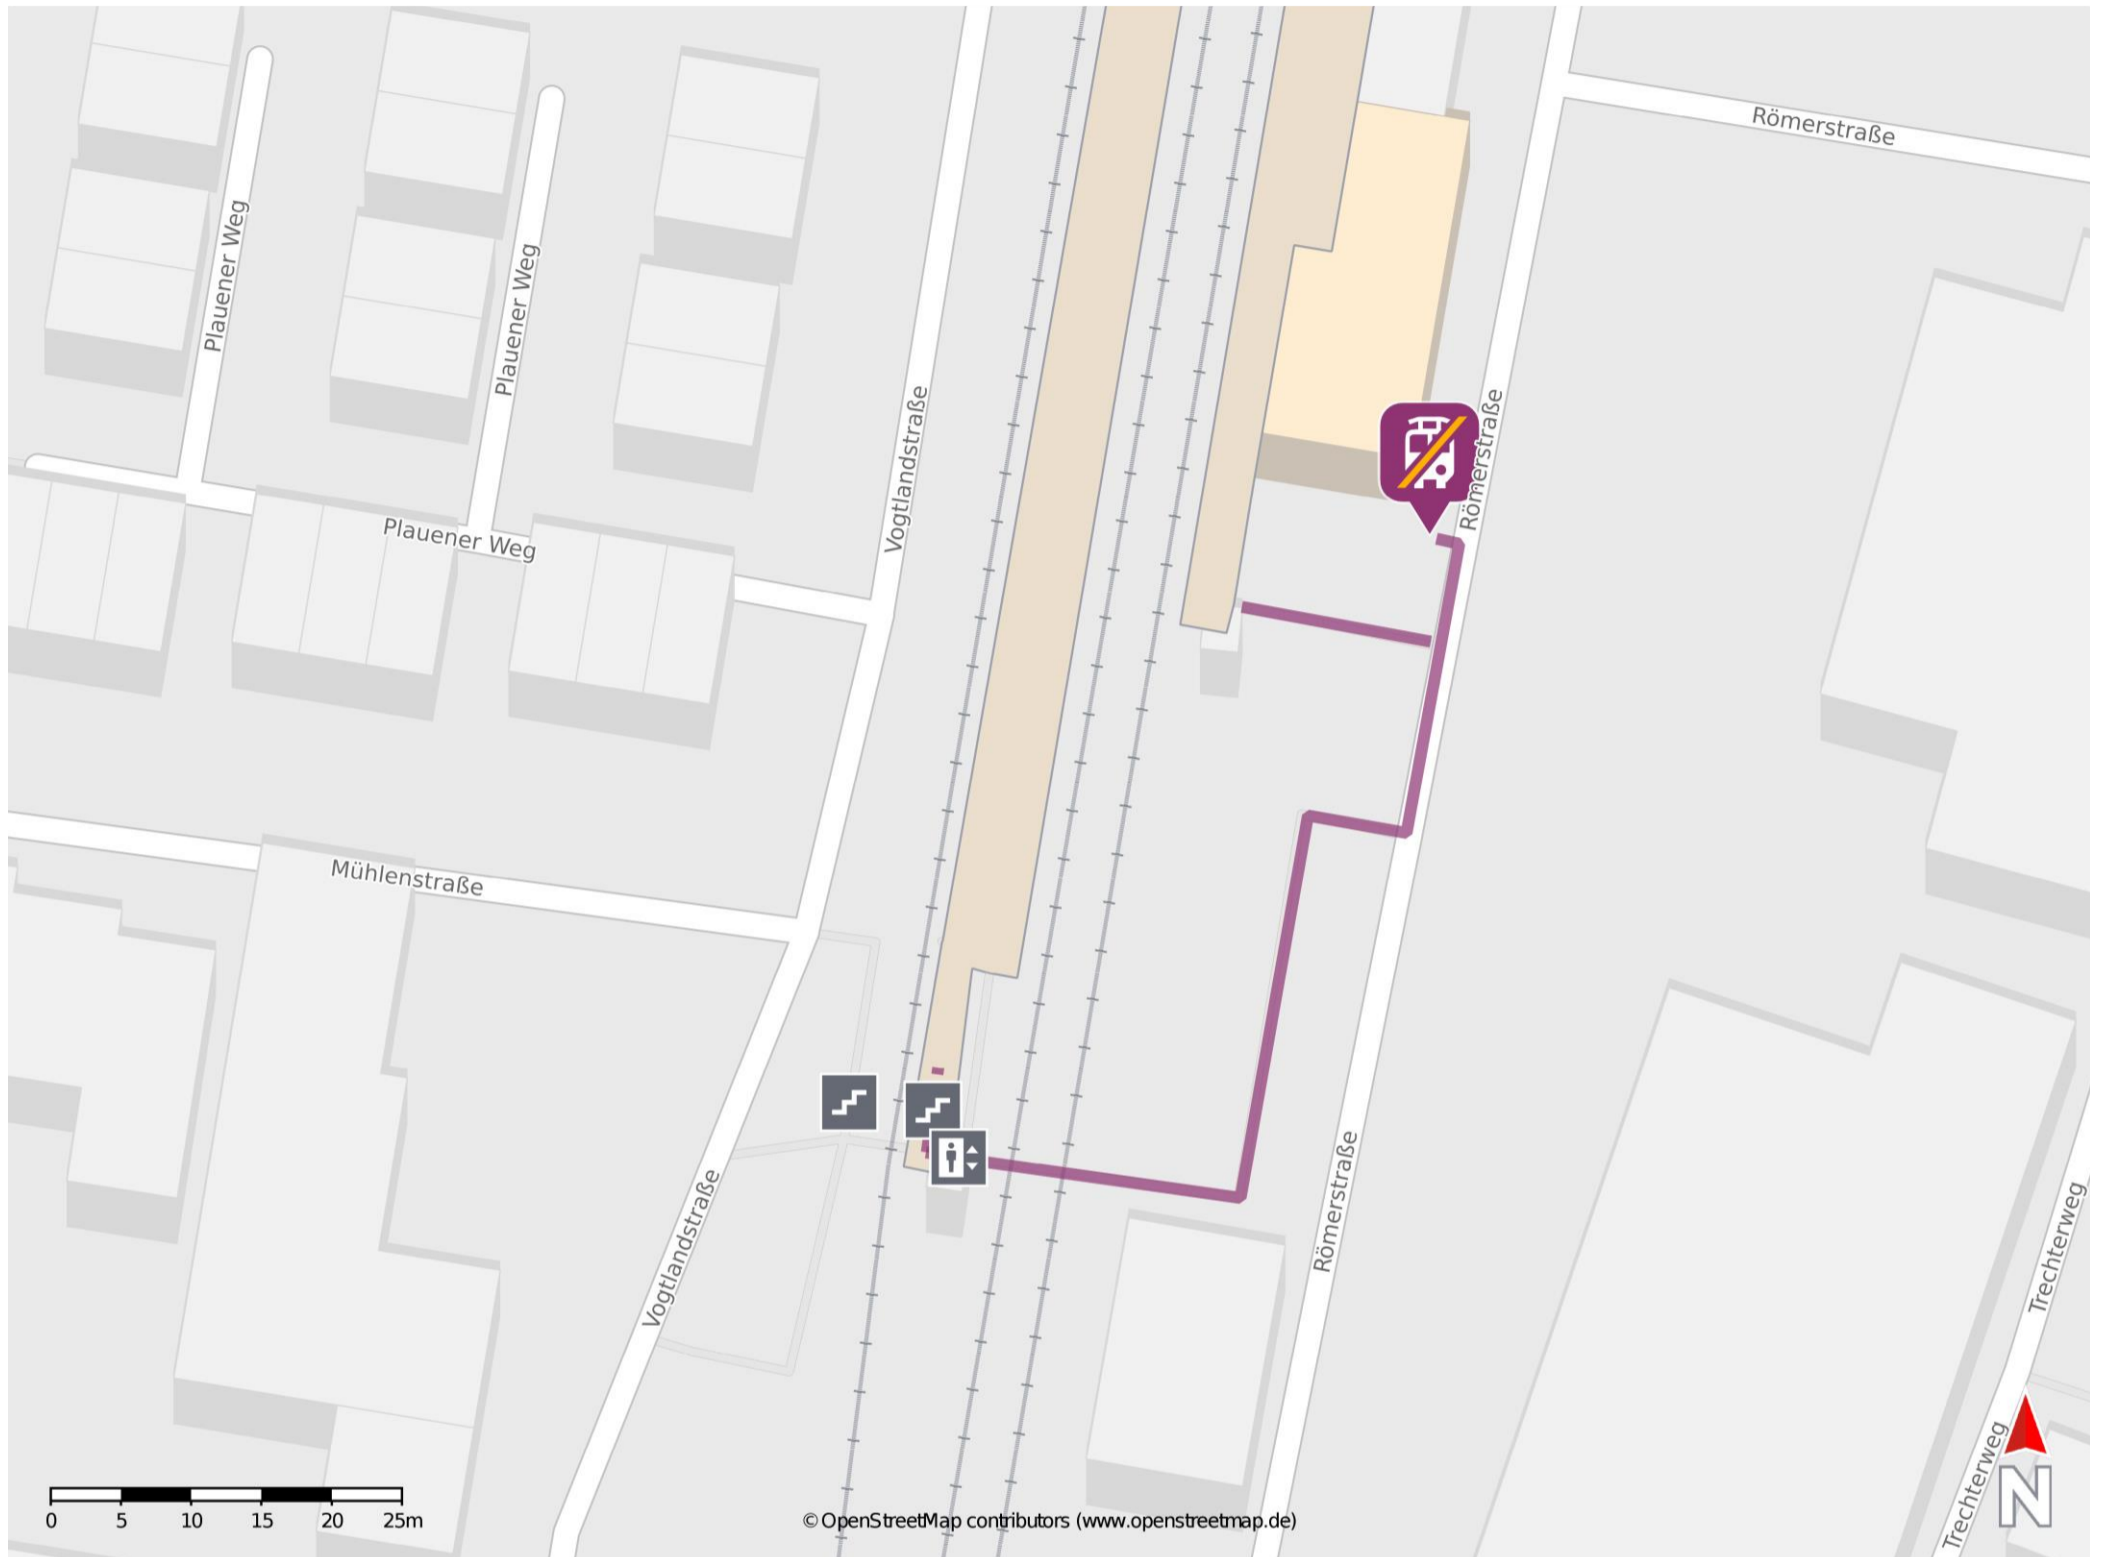 Römerstraße
Plauener Weg
Plauener Weg
Vogtlandstraße
Römerstraße
Plauener Weg
Mühlenstraße
Römerstraße
Vogtlandstraße
Trechterweg
Trechterweg
N
0 5 10 15 20 25m
© OpenStreetMap contributors (www.openstreetmap.de)